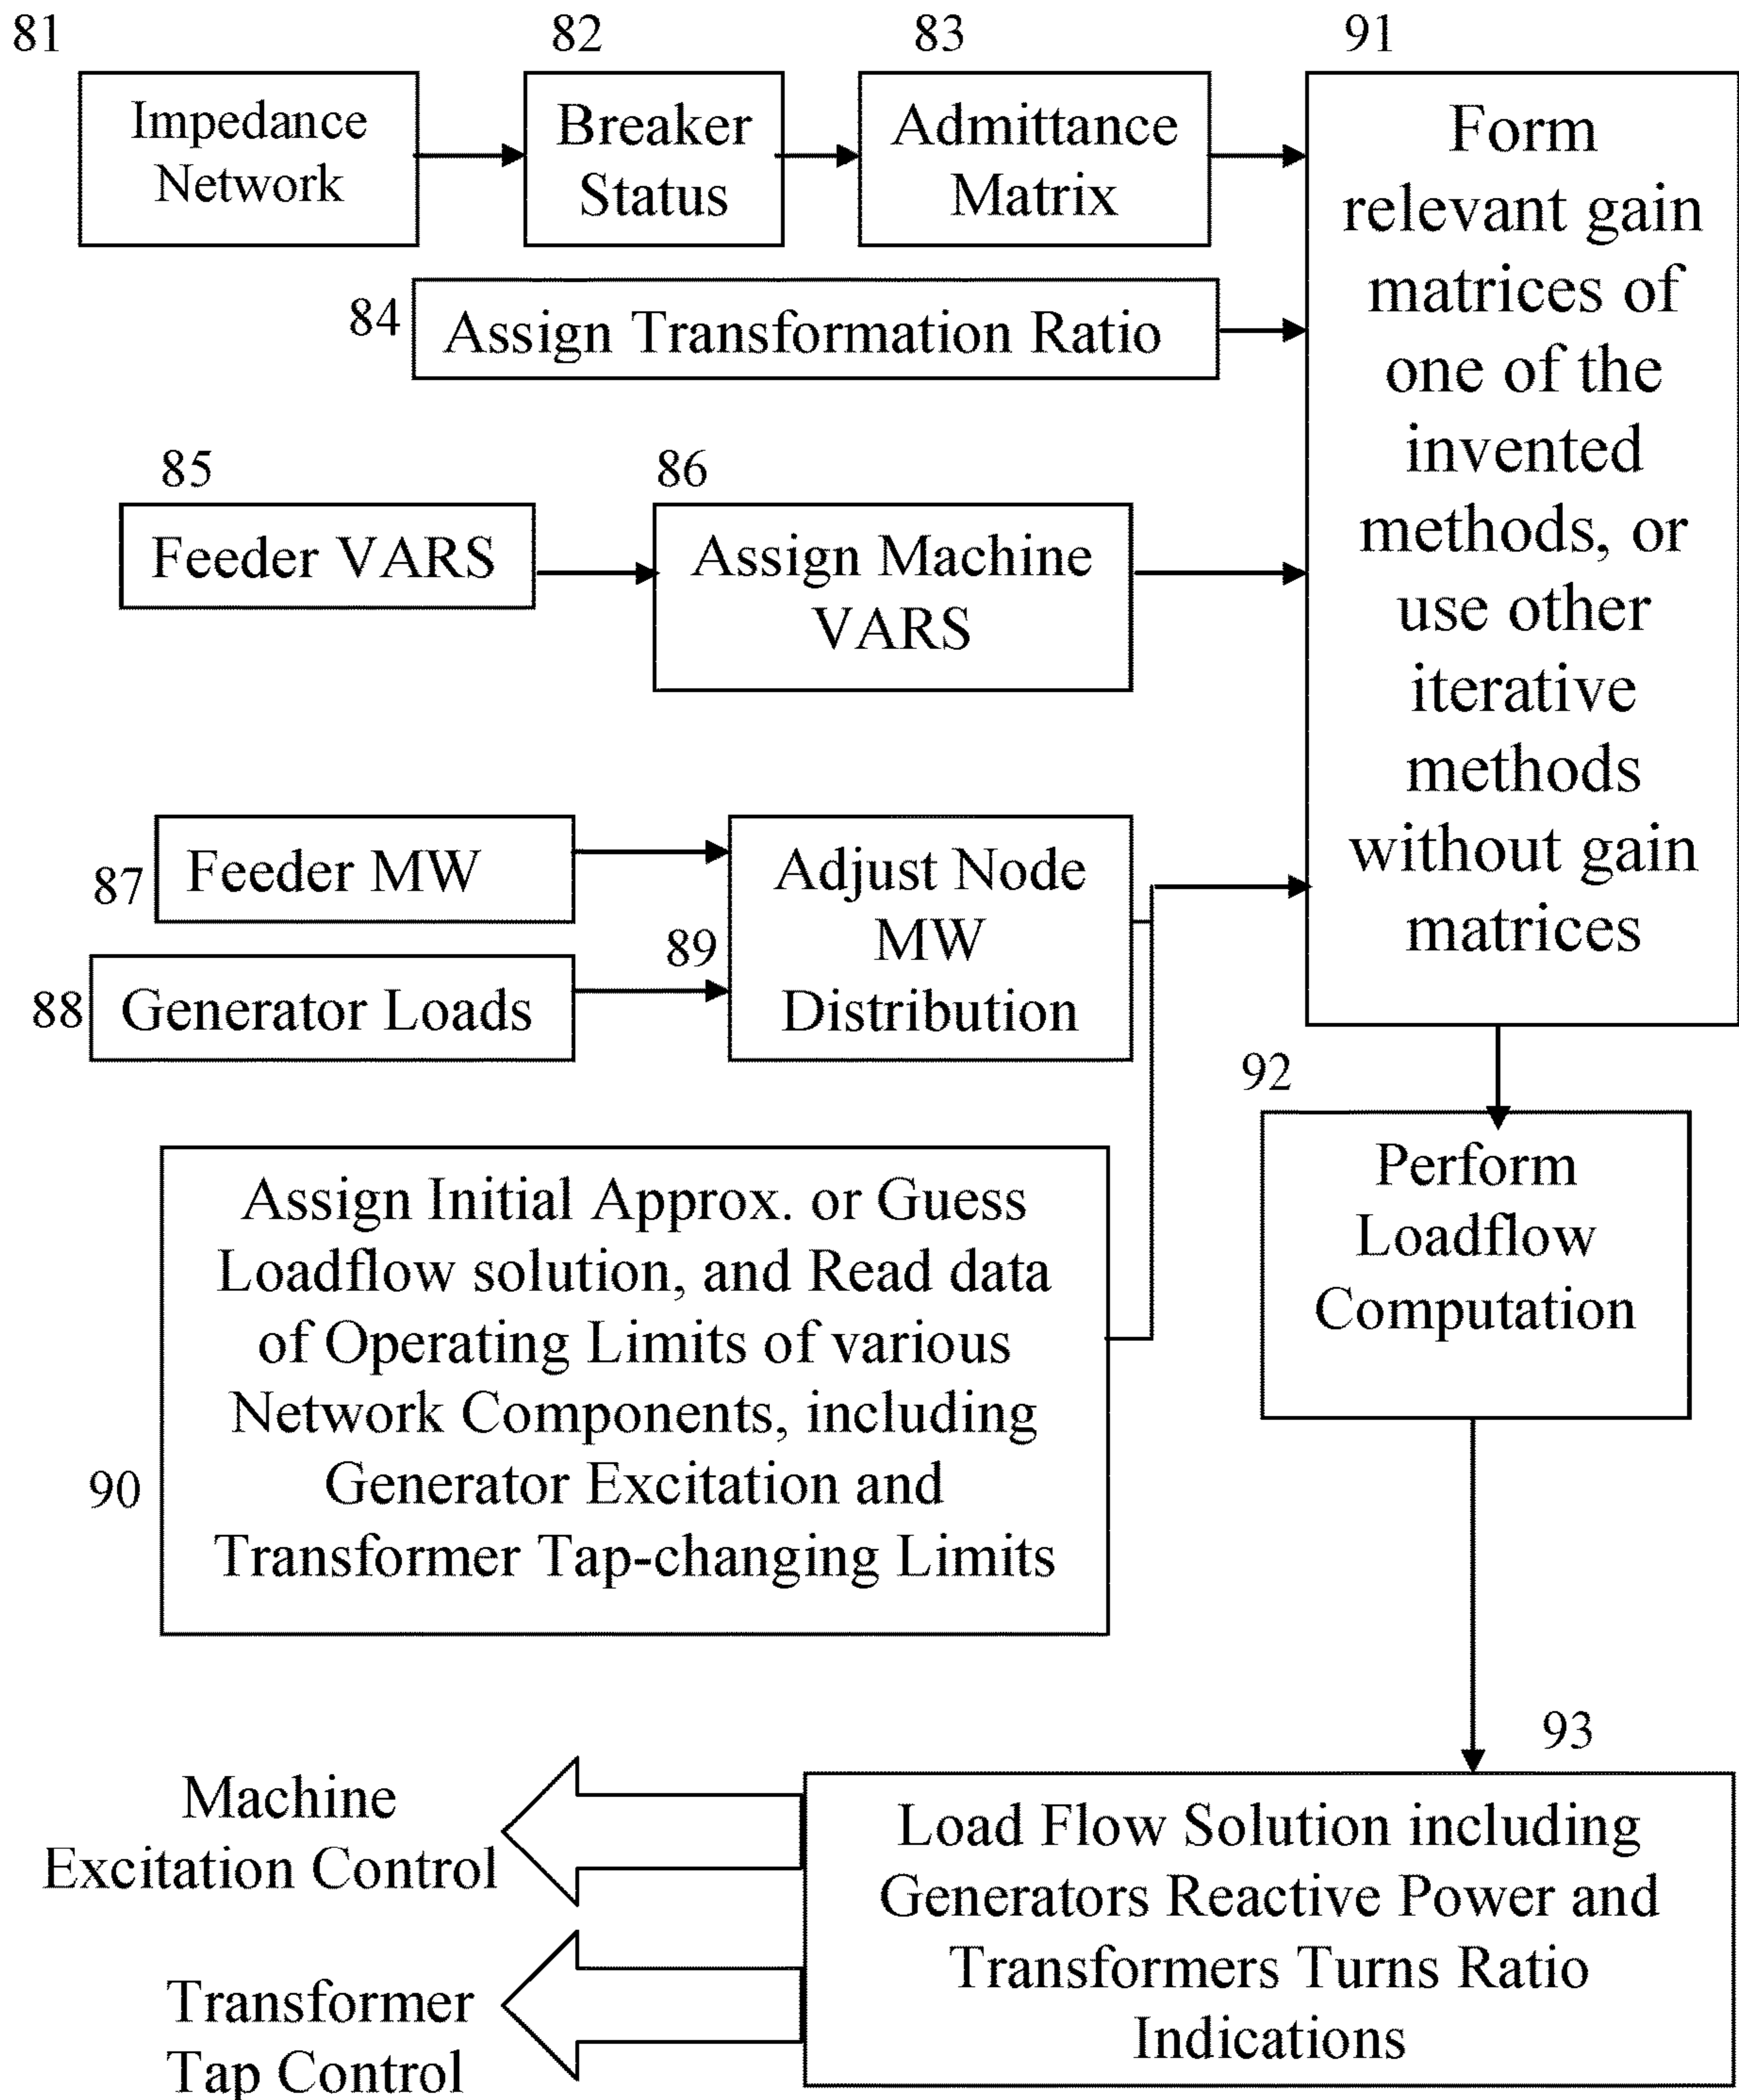 81
82
83
91
Impedance
Network
Breaker
Status
Admittance
Matrix
Form
relevant gain
matrices of
one of the
invented
methods, or
use other
iterative
methods
without gain
matrices
84
Assign Transformation Ratio
85
86
Feeder VARS
Assign Machine
VARS
87
Feeder MW
88
Generator Loads
89
Adjust Node
MW
Distribution
92
Perform
Loadflow
Computation
90
Assign Initial Approx. or Guess
Loadflow solution, and Read data
of Operating Limits of various
Network Components, including
Generator Excitation and
Transformer Tap-changing Limits
93
Load Flow Solution including
Generators Reactive Power and
Transformers Turns Ratio
Indications
Machine
Excitation Control
Transformer
Tap Control